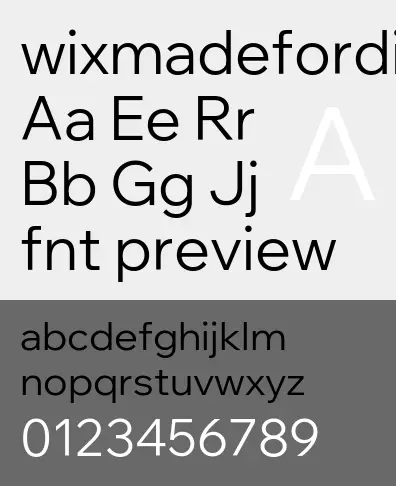 wixmadefordi
Aa Ee Rr
A
Bb Gg Jj
fnt preview
abcdefghijklm
nopqrstuvwxyz
0123456789